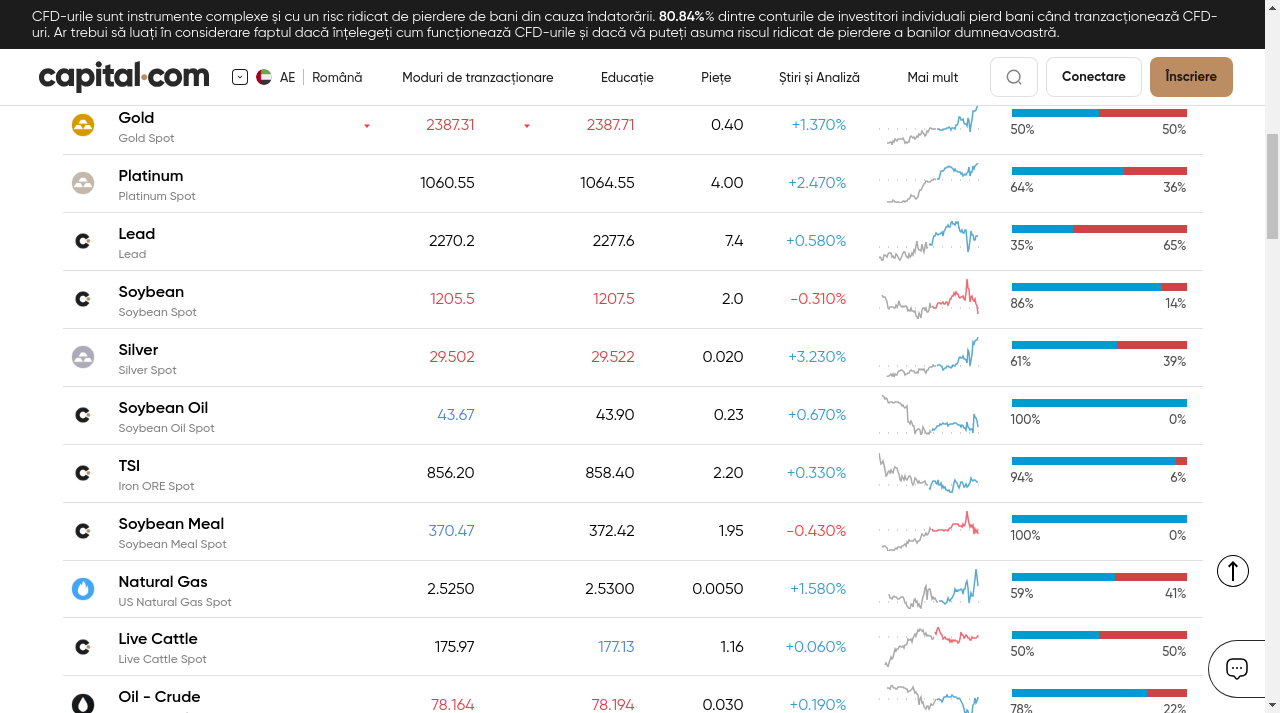 CFD-urile sunt instrumente complexe și cu un risc ridicat de pierdere de bani din cauza îndatorării. 80.84%% dintre conturile de investitori individuali pierd bani când tranzacționează CFD-
uri. Ar trebui să luați în considerare faptul dacă înțelegeți cum funcționează CFD-urile și dacă vă puteți asuma riscul ridicat de pierdere a banilor dumneavoastră.
capital.com AE Română Moduri de tranzacționare Educație Piețe Știri și Analiză Mai mult Conectare Înscriere
Gold 2387.31 2387.71 0.40 +1.370% 50% 50%
Gold Spot
Platinum 1060.55 1064.55 4.00 +2.470% 64% 36%
Platinum Spot
Lead 2270.2 2277.6 7.4 +0.580% 35% 65%
Lead
Soybean 1205.5 1207.5 2.0 -0.310% 86% 14%
Soybean Spot
Silver 29.502 29.522 0.020 +3.230% 61% 39%
Silver Spot
Soybean Oil 43.67 43.90 0.23 +0.670% 100% 0%
Soybean Oil Spot
TSI 856.20 858.40 2.20 +0.330% 94% 6%
Iron ORE Spot
Soybean Meal 370.47 372.42 1.95 -0.430% 100% 0%
Soybean Meal Spot
Natural Gas 2.5250 2.5300 0.0050 +1.580% 59% 41%
US Natural Gas Spot
Live Cattle 175.97 177.13 1.16 +0.060% 50% 50%
Live Cattle Spot
Oil - Crude 78.164 78.194 0.030 +0.190% 78% 22%